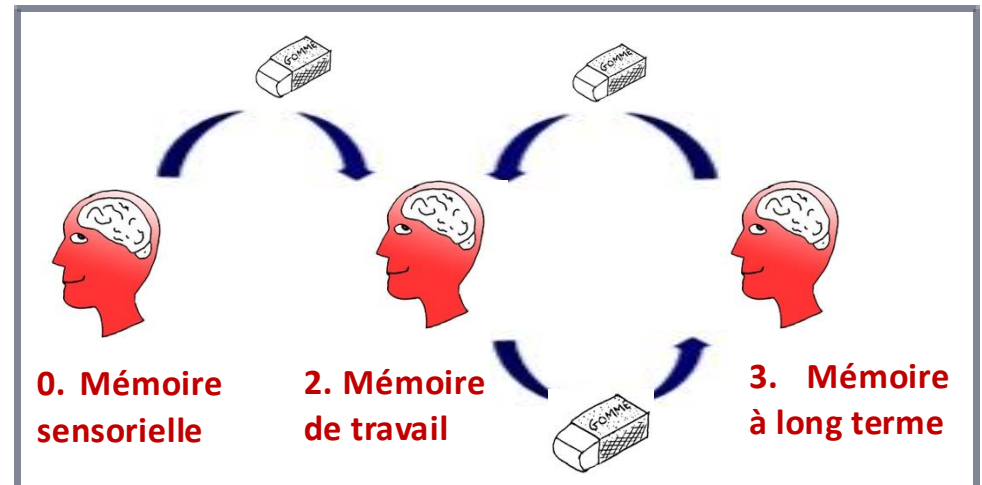 GOMME
GOMME
0. Mémoire
sensorielle
2. Mémoire
de travail
3. Mémoire
à long terme
GOMME